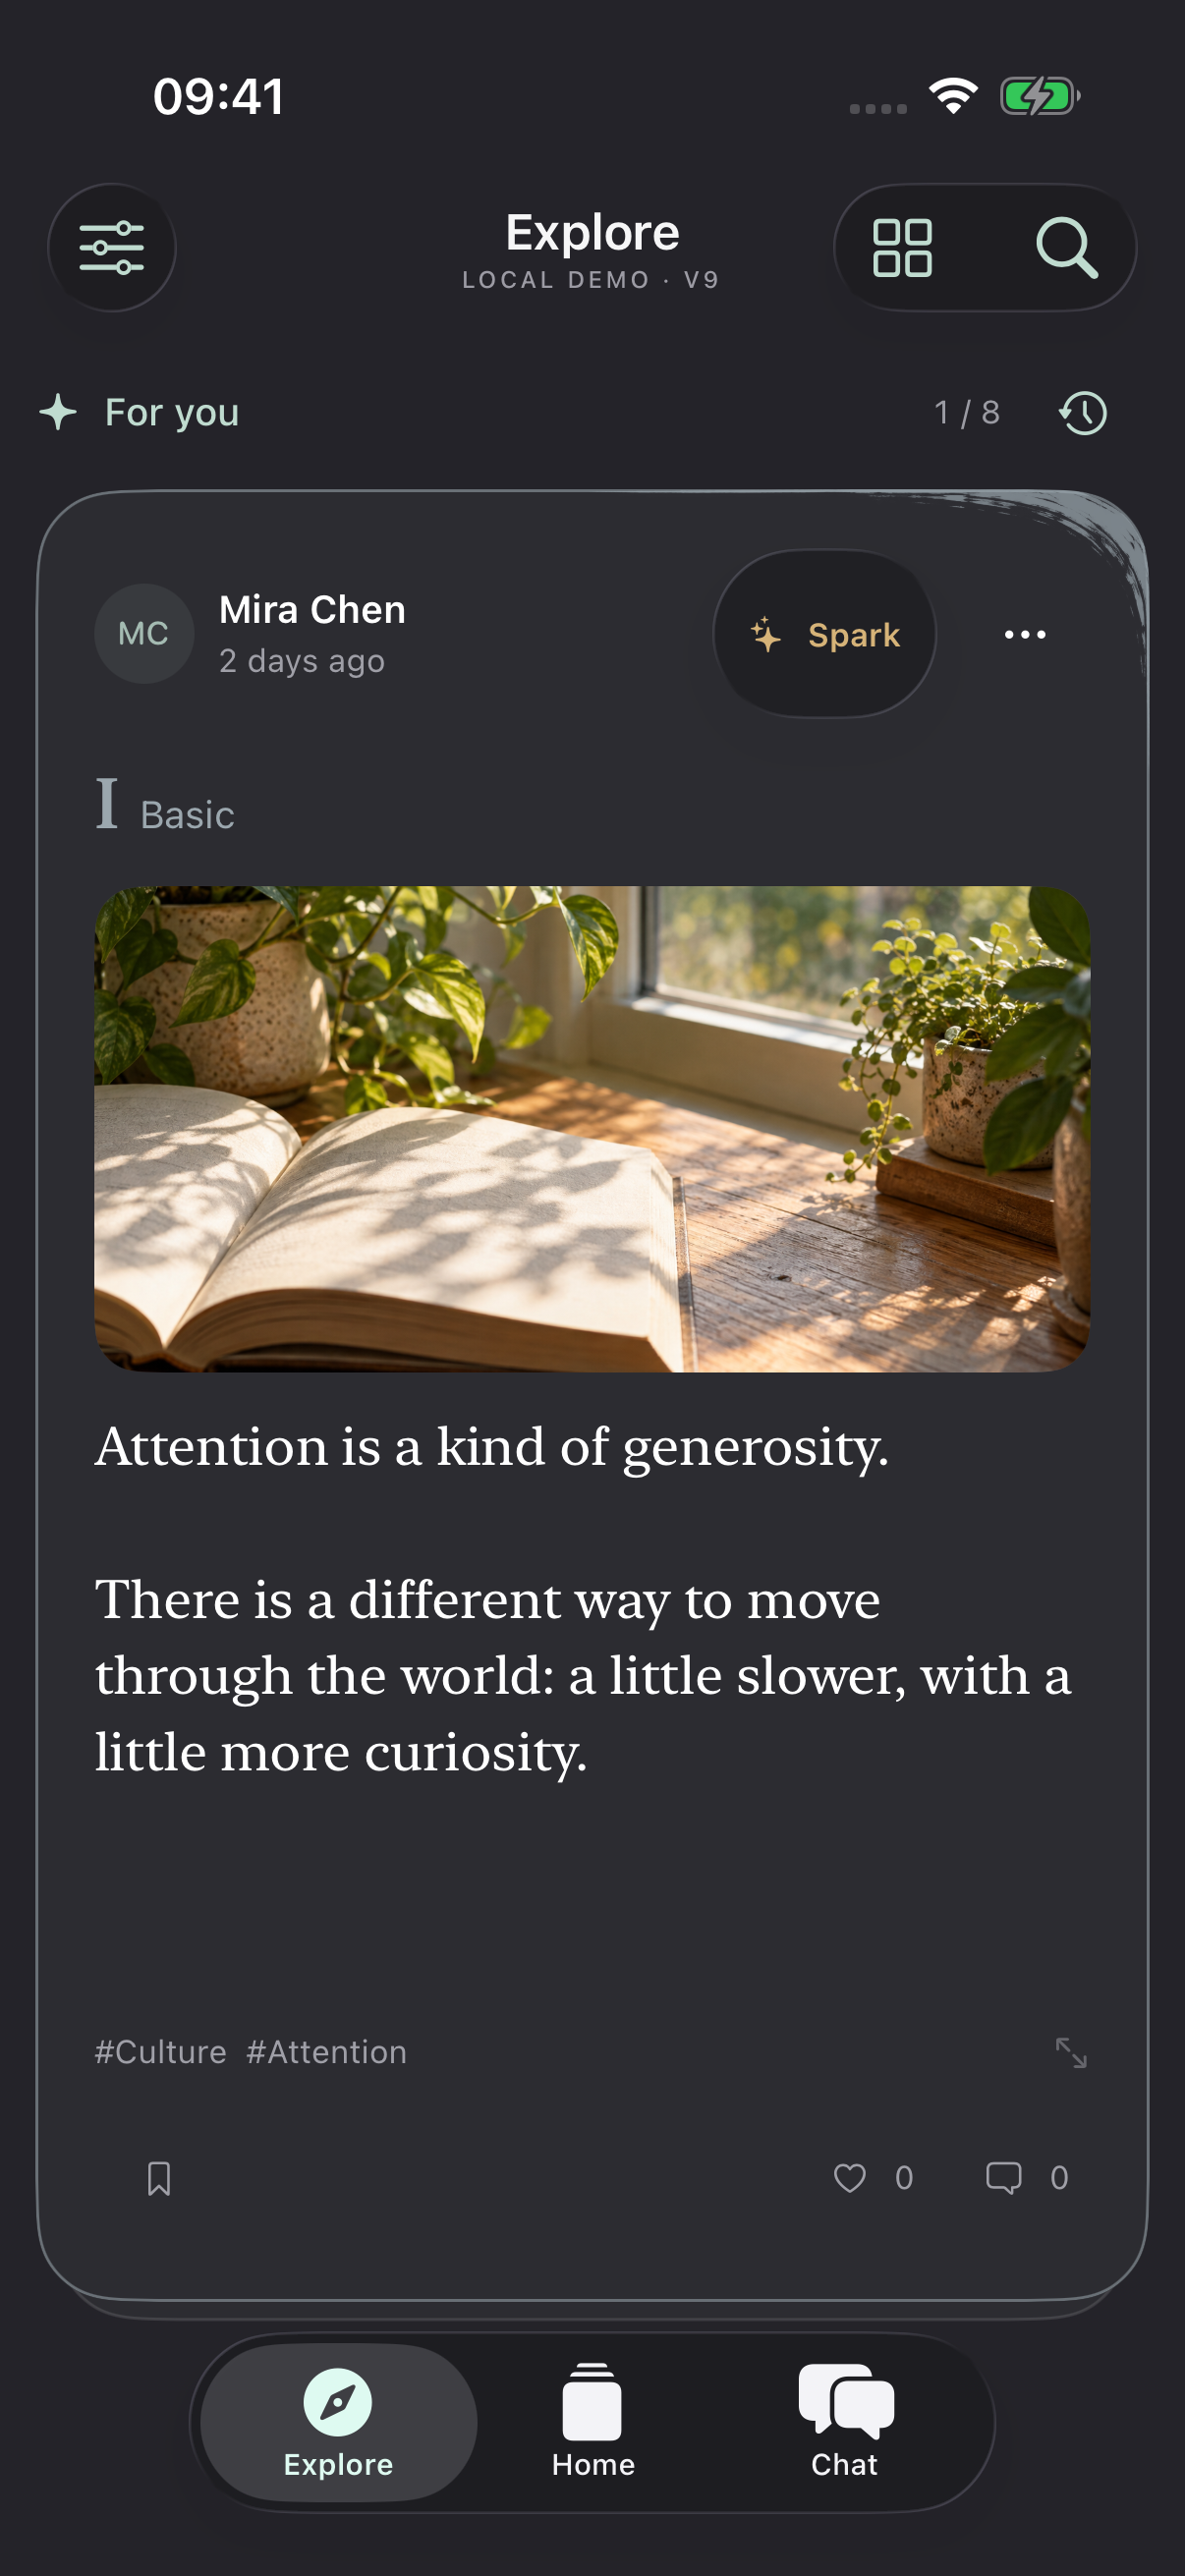 09:41
Explore
LOCAL DEMO · V9
For you
1 / 8
MC
Mira Chen
2 days ago
Spark
I Basic
Attention is a kind of generosity.
There is a different way to move
through the world: a little slower, with a
little more curiosity.
#Culture #Attention
0
0
Explore
Home
Chat